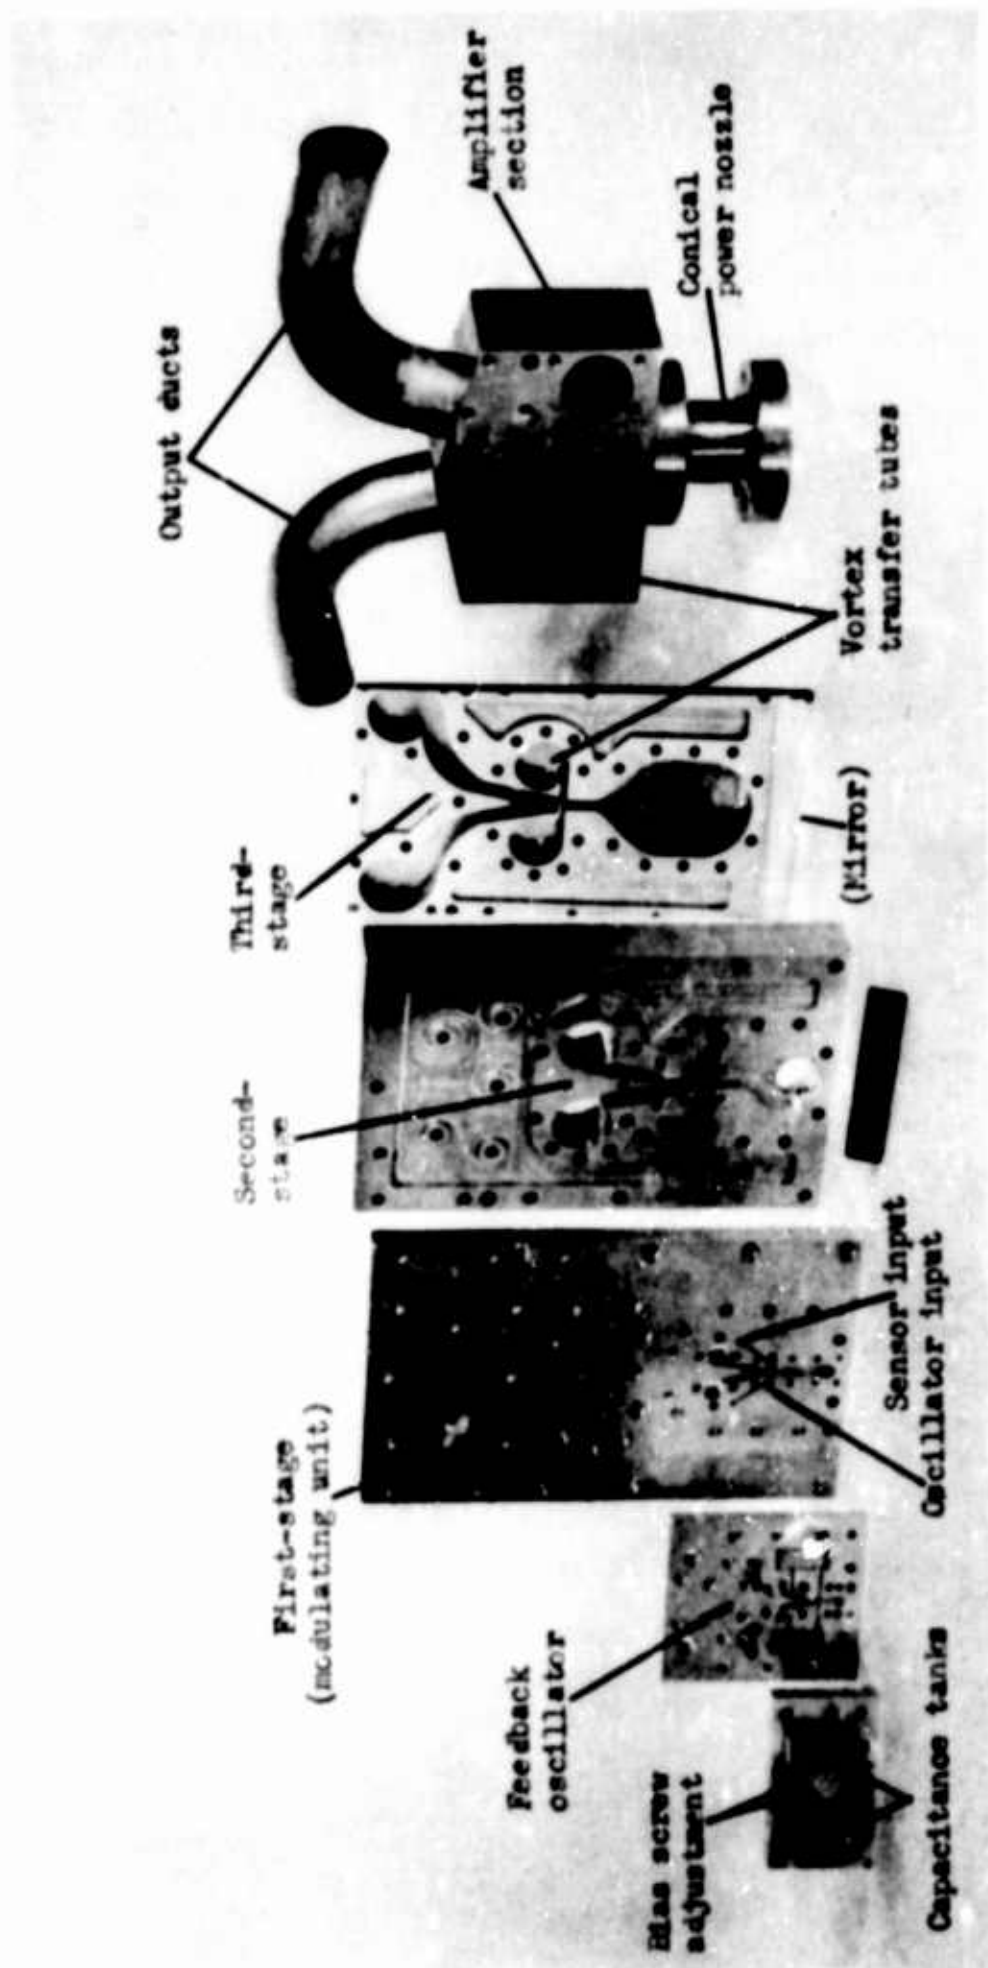 Output ducts
Amplifier
section
Conical
power nozzle
Vortex
transfer tubes
Third-
stage
(Mirror)
Second-
stage
Sensor input
Oscillator input
First-stage
(modulating unit)
Feedback
oscillator
Bias screw
adjustment
Capacitance tanks